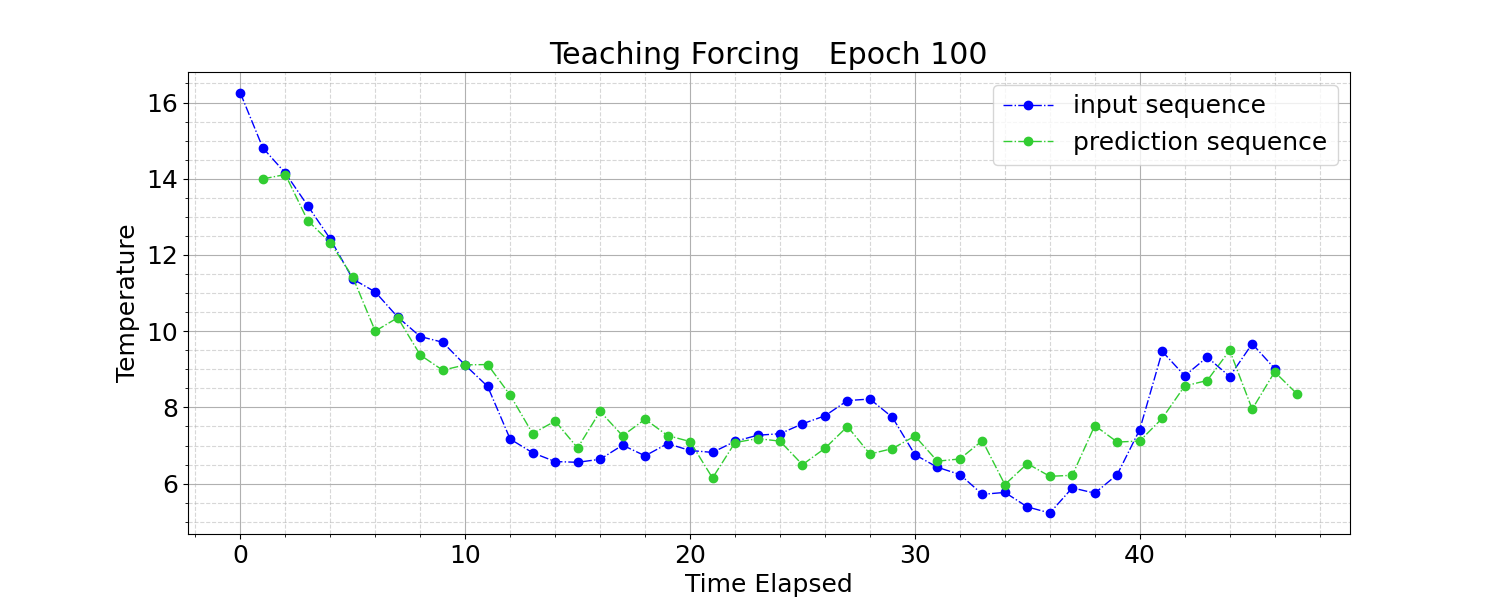 Teaching Forcing   Epoch 100
input sequence
prediction sequence
Temperature
16
14
12
10
8
6
0 10 20 30 40
Time Elapsed